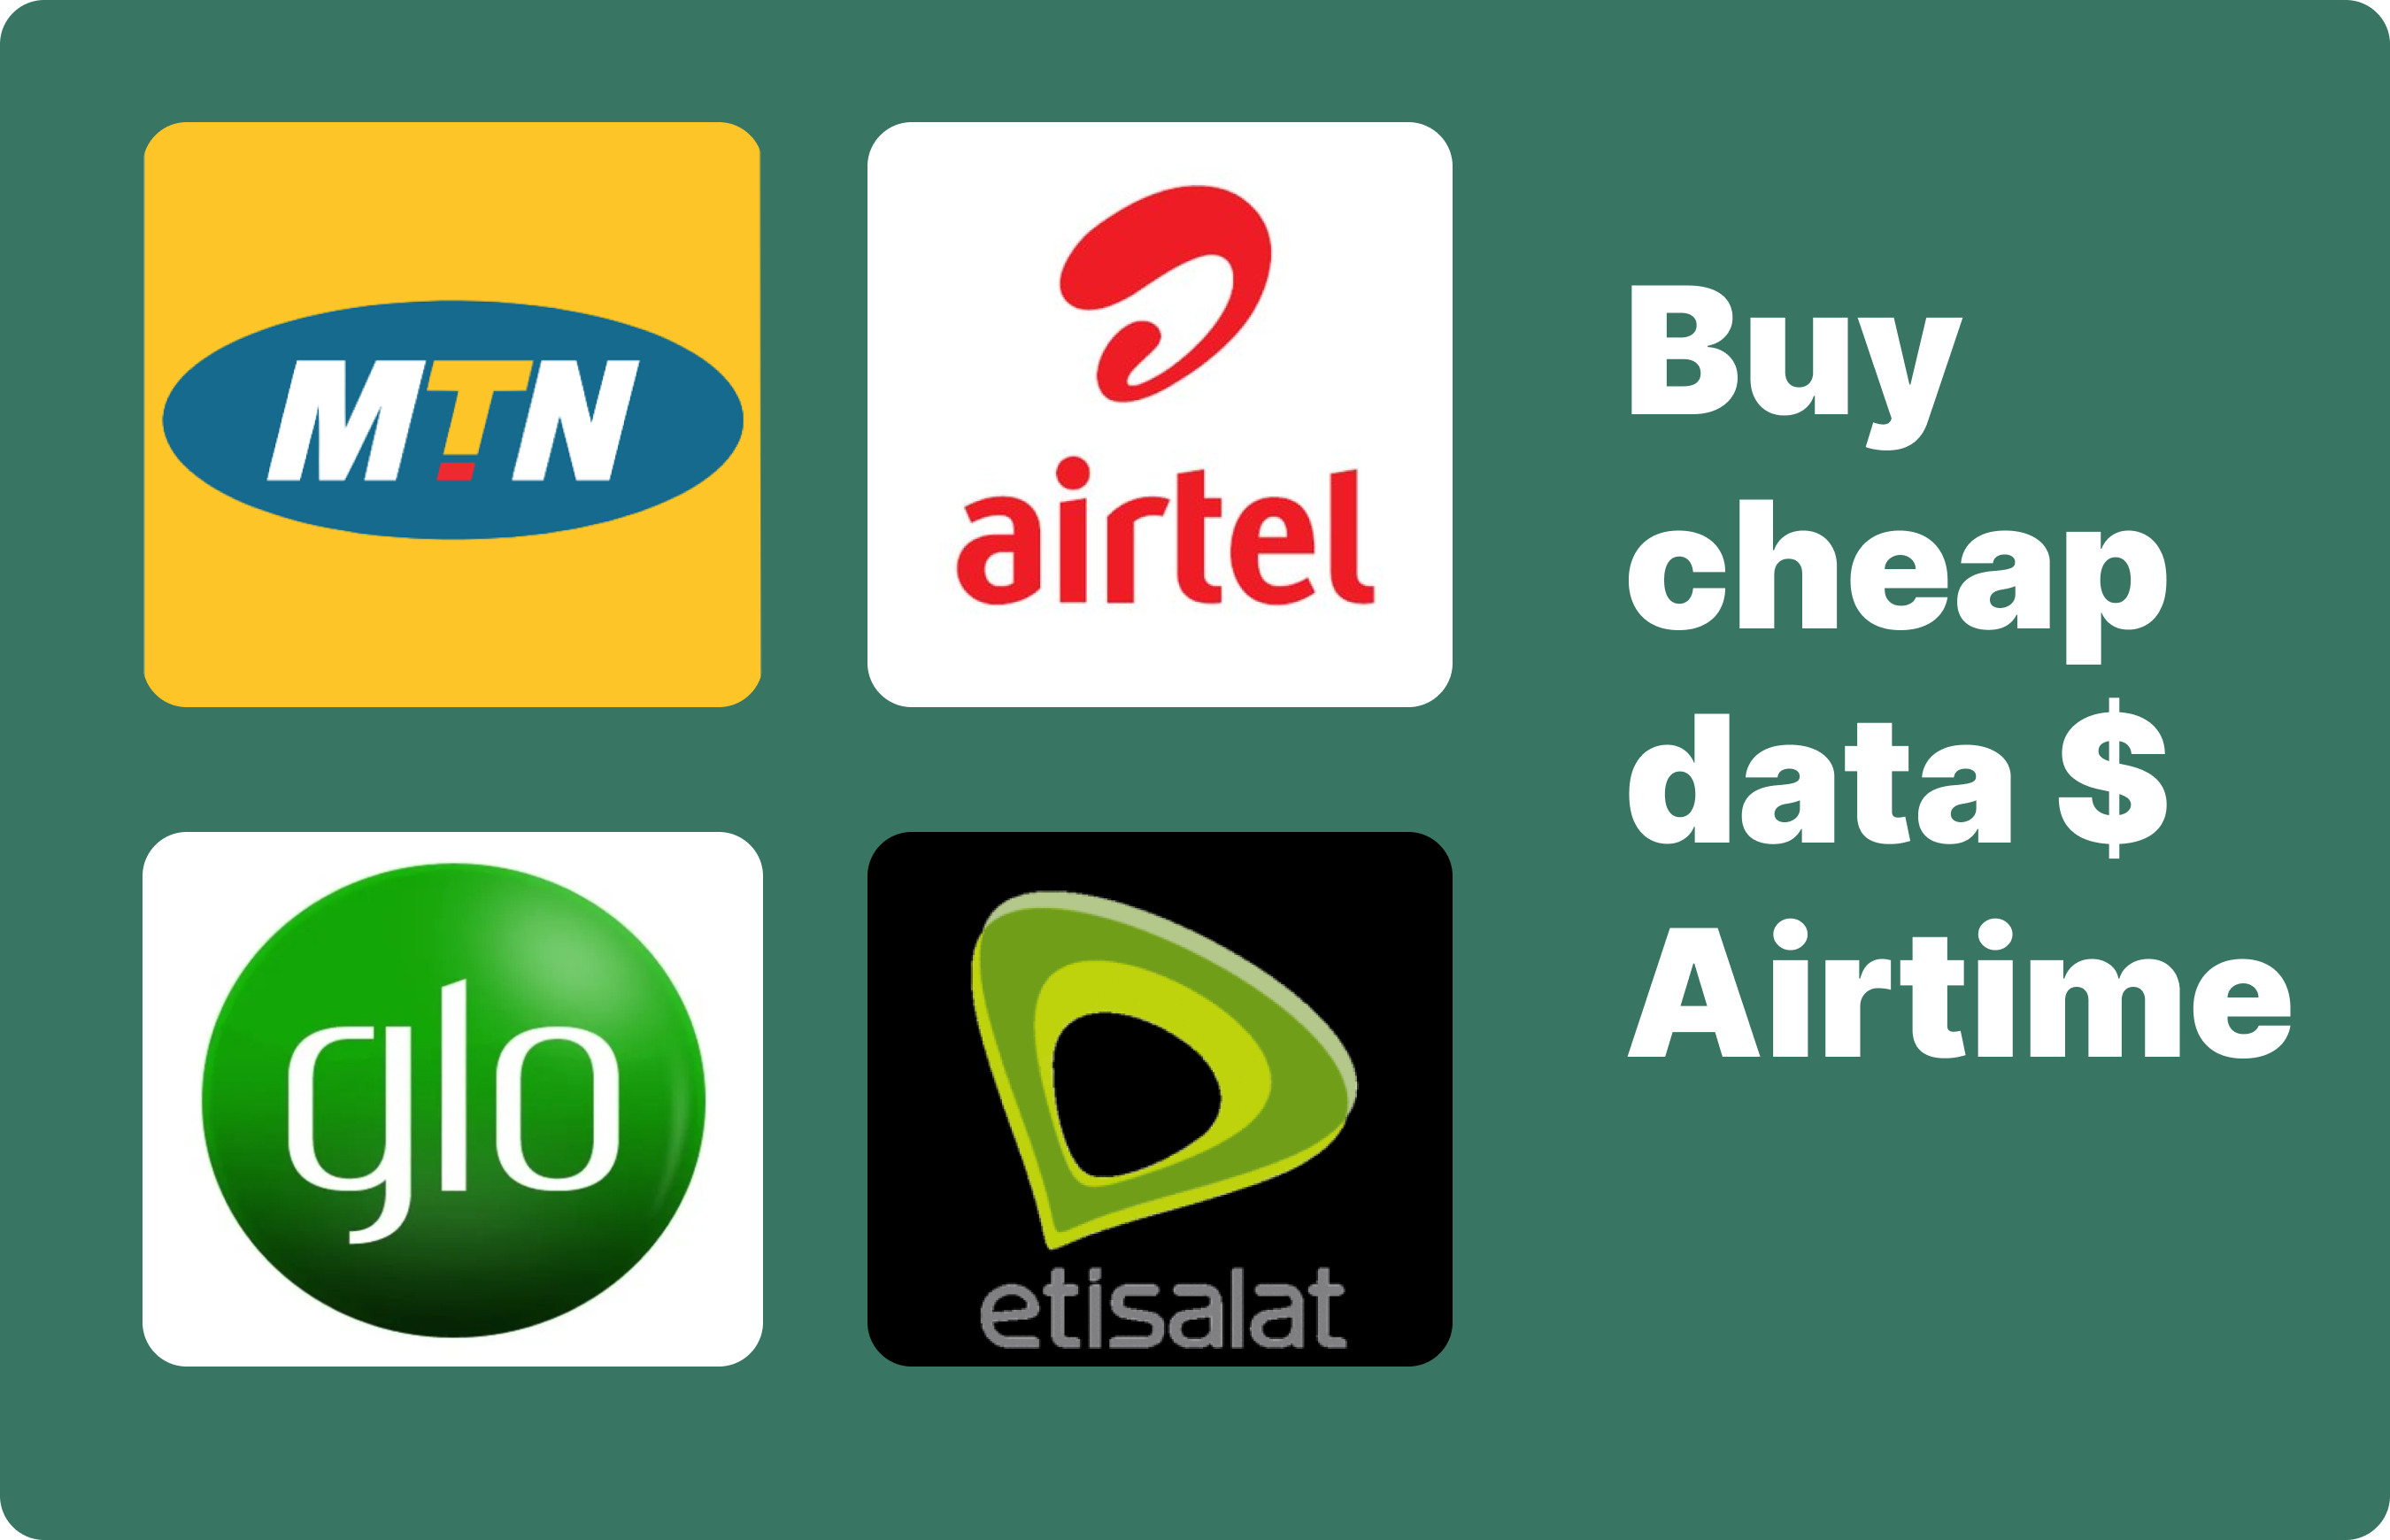 MTN
airtel
glo
etisalat
Buy
cheap
data $
Airtime